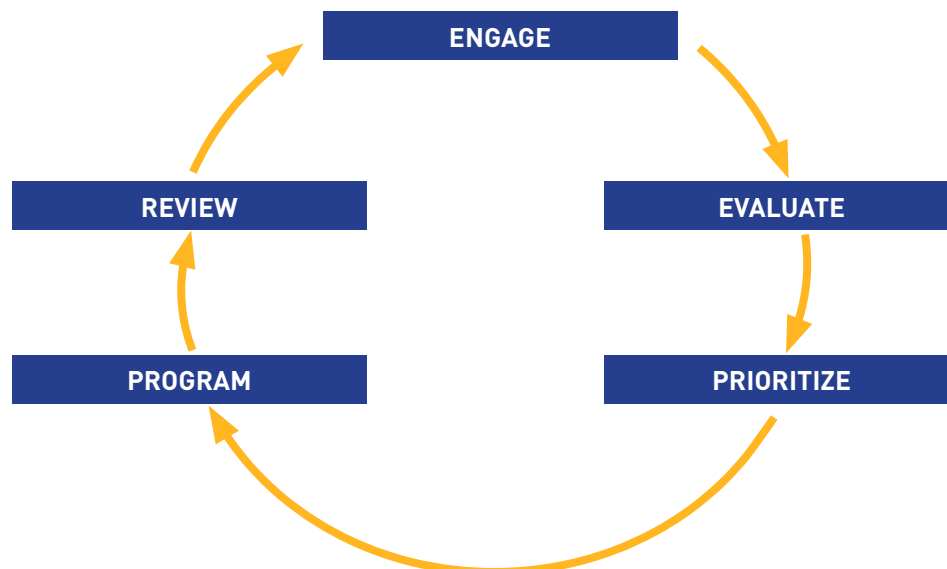 ENGAGE
REVIEW
EVALUATE
PROGRAM
PRIORITIZE